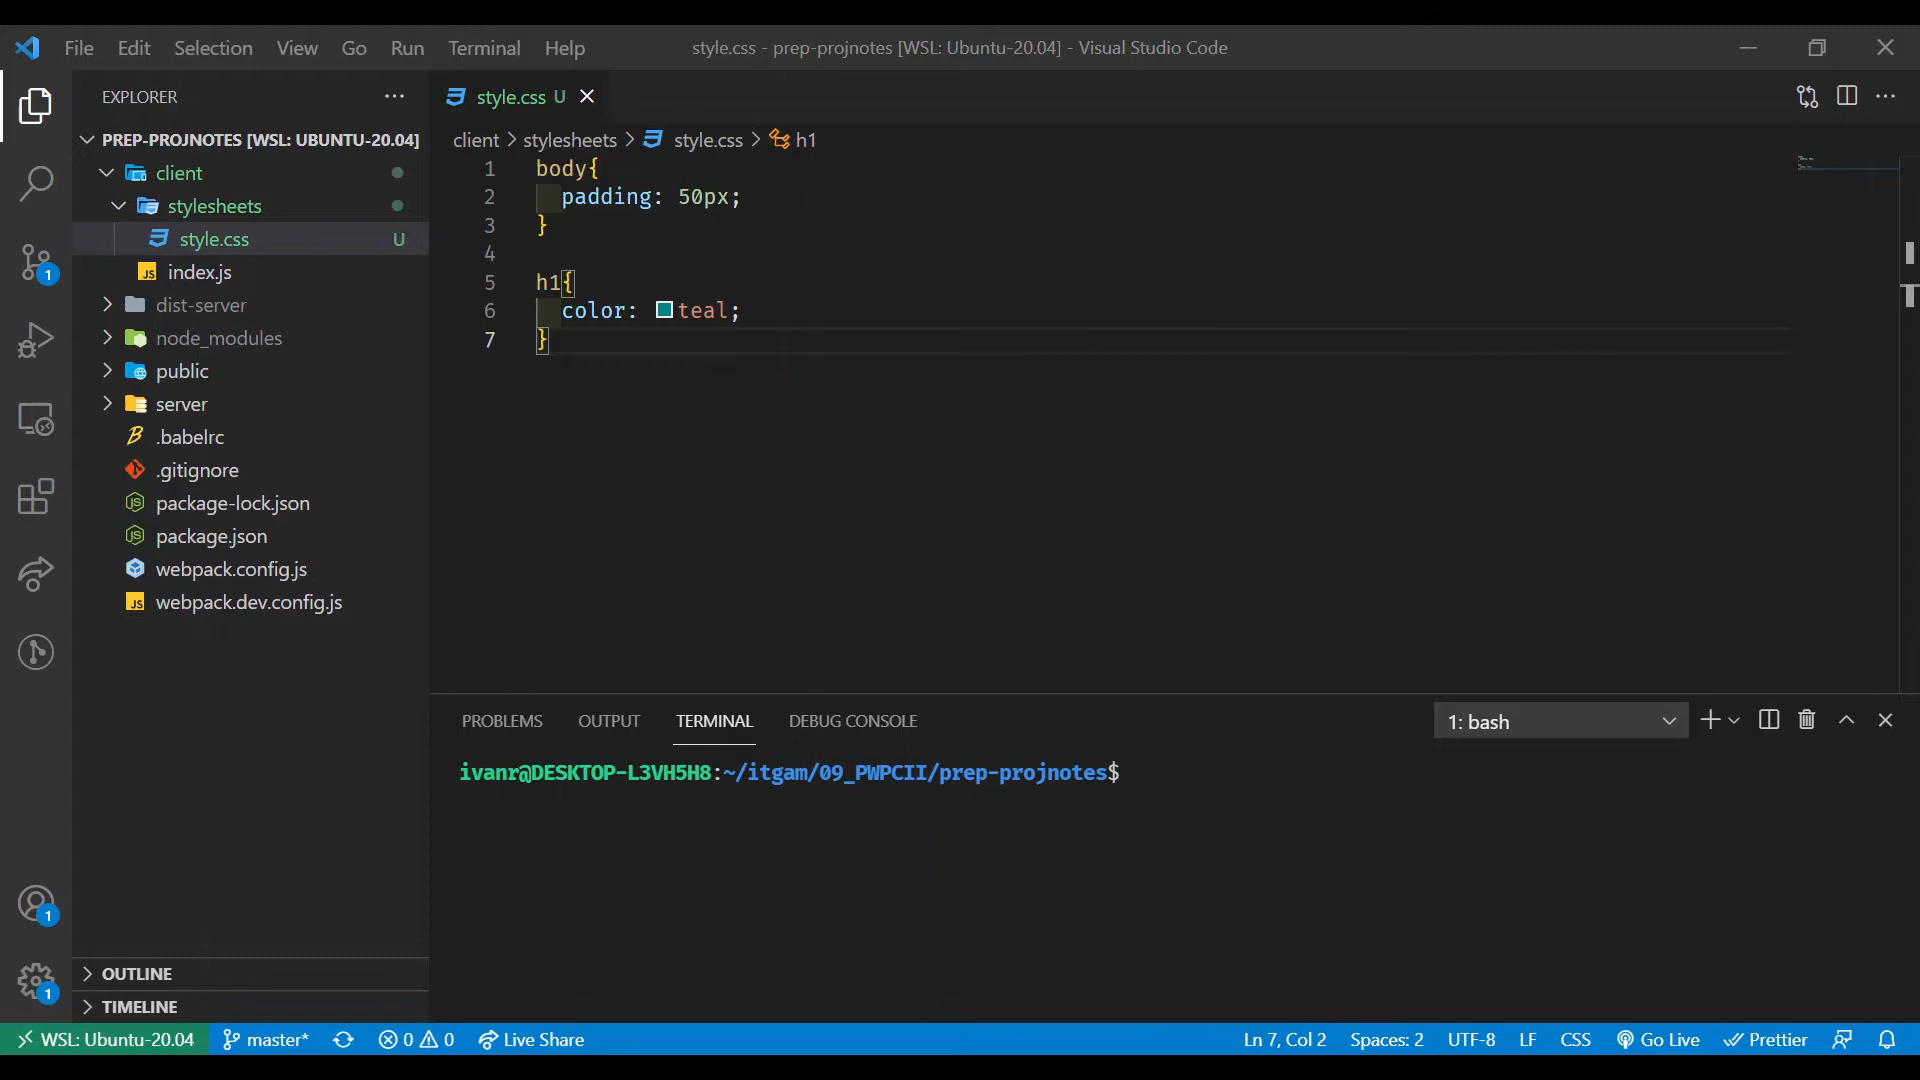 File Edit Selection View Go Run Terminal Help style.css - prep-projnotes [WSL: Ubuntu-20.04] - Visual Studio Code
EXPLORER
PREP-PROJNOTES [WSL: UBUNTU-20.04]
client
stylesheets
style.css U
index.js
dist-server
node_modules
public
server
.babelrc
.gitignore
package-lock.json
package.json
webpack.config.js
webpack.dev.config.js
OUTLINE
TIMELINE
1
1
1
style.css U
client > stylesheets > style.css > h1
1 body{
2 padding: 50px;
3 }
4
5 h1{
6 color: teal;
7 }
PROBLEMS OUTPUT TERMINAL DEBUG CONSOLE 1: bash
ivanr@DESKTOP-L3VH5H8:~/itgam/09_PWPCII/prep-projnotes$
WSL: Ubuntu-20.04 master* 0 0 Live Share Ln 7, Col 2 Spaces: 2 UTF-8 LF CSS Go Live Prettier